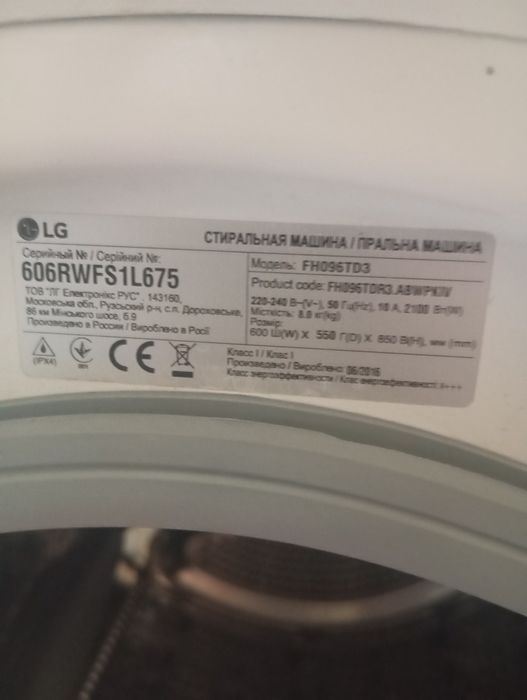 LG
СТИРАЛЬНАЯ МАШИНА / ПРАЛЬНА МАШИНА
Серийный № / Серійний №:
606RWFS1L675
ТОВ "ЛГ Електронікс РУС", 143160,
Московська обл., Рузський р-н, с.п. Дороховське,
86 км Мінського шосе, б.9
Произведено в России / Вироблено в Росії
Модель: FH096TD3
Product code: FH096TDR3.ABWPKIV
220-240 В~(V~), 50 Гц(Hz), 10 А, 2100 Вт(W)
Місткість: 8.0 кг(kg)
Розмір:
600 Ш(W) X 550 Г(D) X 850 В(H), мм (mm)
(IPX4)
CE
Класс I / Клас I
Произведено / Вироблено: 06/2016
Класс энергоэффективности / Клас енергоефективності: